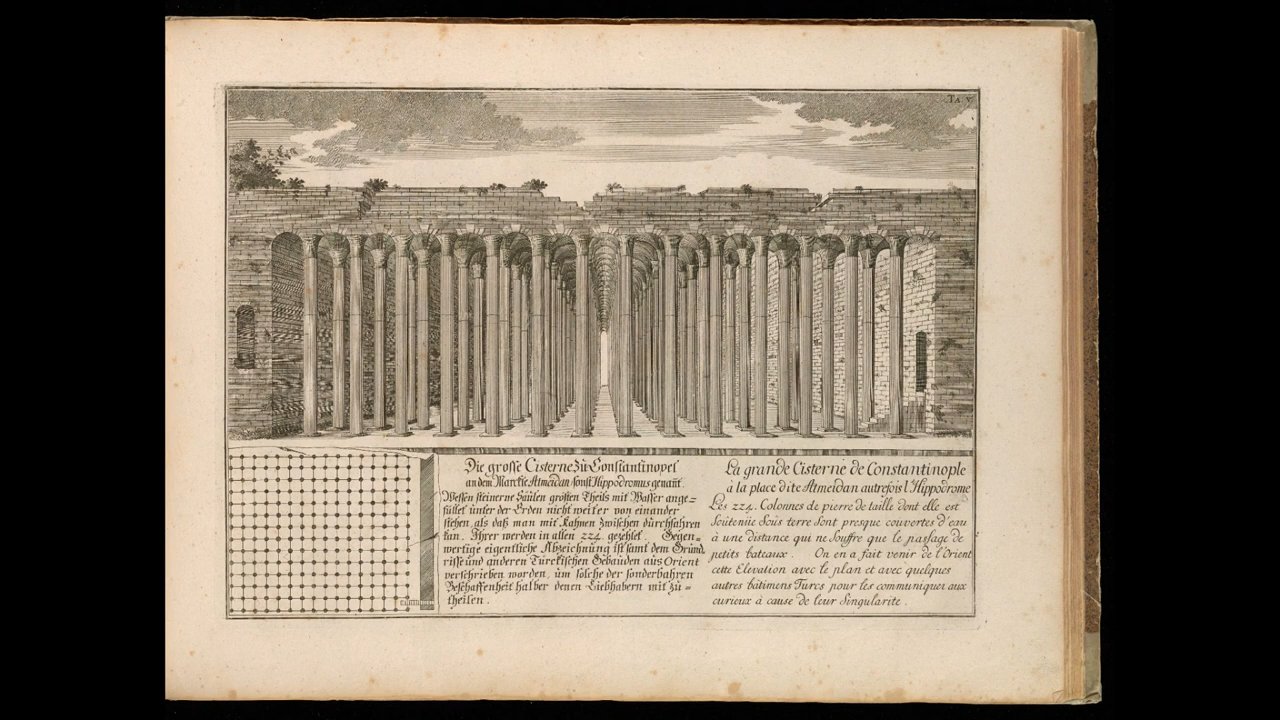 TA. V.
Die grosse Cisterne zu Constantinopel
an dem Marckte Atmeidan sonst Hippodromus genant.
Wessen steinerne Säulen grösten Theils mit Wasser ange=
füllet unter der Erden nicht weiter von einander
stehen, als daß man mit Kahnen zwischen durchfahren
kan. Ihrer werden in allen 224. gezehlet. Gegen=
wertige eigentliche Abzeichnung ist samt dem Grund
risse und anderen Türckischen Gebäuden aus Orient
verschrieben worden, um solche der sonderbahren
Beschaffenheit halber denen Liebhabern mit zu=
theilen.
La grande Cisterne de Constantinople
à la place dite Atmeidan autrefois l'Hippodrome
Les 224. Colonnes de pierre de taille dont elle est
Soûtenüe Soûs terre Sont presque couvertes d'eau
à une distance qui ne Souffre que le passage de
petits bateaux. On en a fait venir de l'Orient
cette Elevation avec le plan et avec quelques
autres bâtimens Turcs pour les communiquer aux
curieux à cause de leur Singularité.